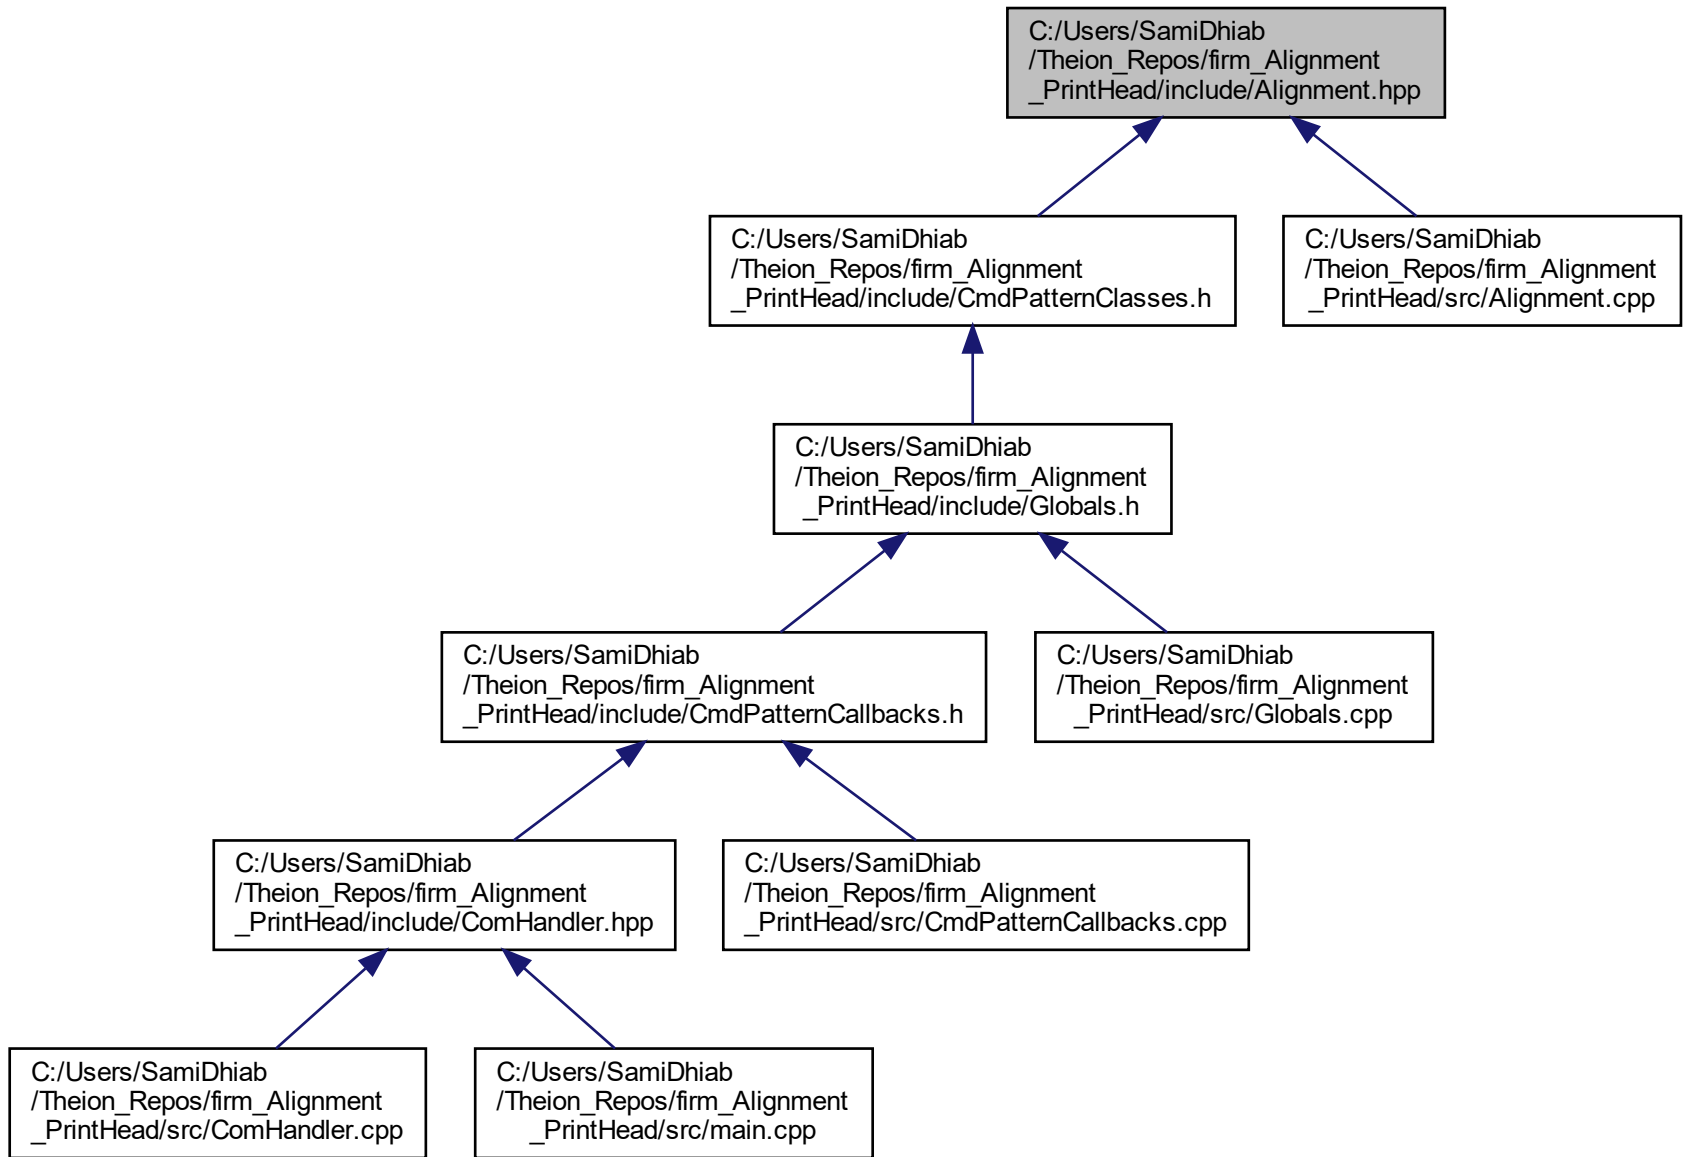 C:/Users/SamiDhiab
/Theion_Repos/firm_Alignment
_PrintHead/include/Alignment.hpp
C:/Users/SamiDhiab
/Theion_Repos/firm_Alignment
_PrintHead/include/CmdPatternClasses.h
C:/Users/SamiDhiab
/Theion_Repos/firm_Alignment
_PrintHead/src/Alignment.cpp
C:/Users/SamiDhiab
/Theion_Repos/firm_Alignment
_PrintHead/include/Globals.h
C:/Users/SamiDhiab
/Theion_Repos/firm_Alignment
_PrintHead/include/CmdPatternCallbacks.h
C:/Users/SamiDhiab
/Theion_Repos/firm_Alignment
_PrintHead/src/Globals.cpp
C:/Users/SamiDhiab
/Theion_Repos/firm_Alignment
_PrintHead/include/ComHandler.hpp
C:/Users/SamiDhiab
/Theion_Repos/firm_Alignment
_PrintHead/src/CmdPatternCallbacks.cpp
C:/Users/SamiDhiab
/Theion_Repos/firm_Alignment
_PrintHead/src/ComHandler.cpp
C:/Users/SamiDhiab
/Theion_Repos/firm_Alignment
_PrintHead/src/main.cpp